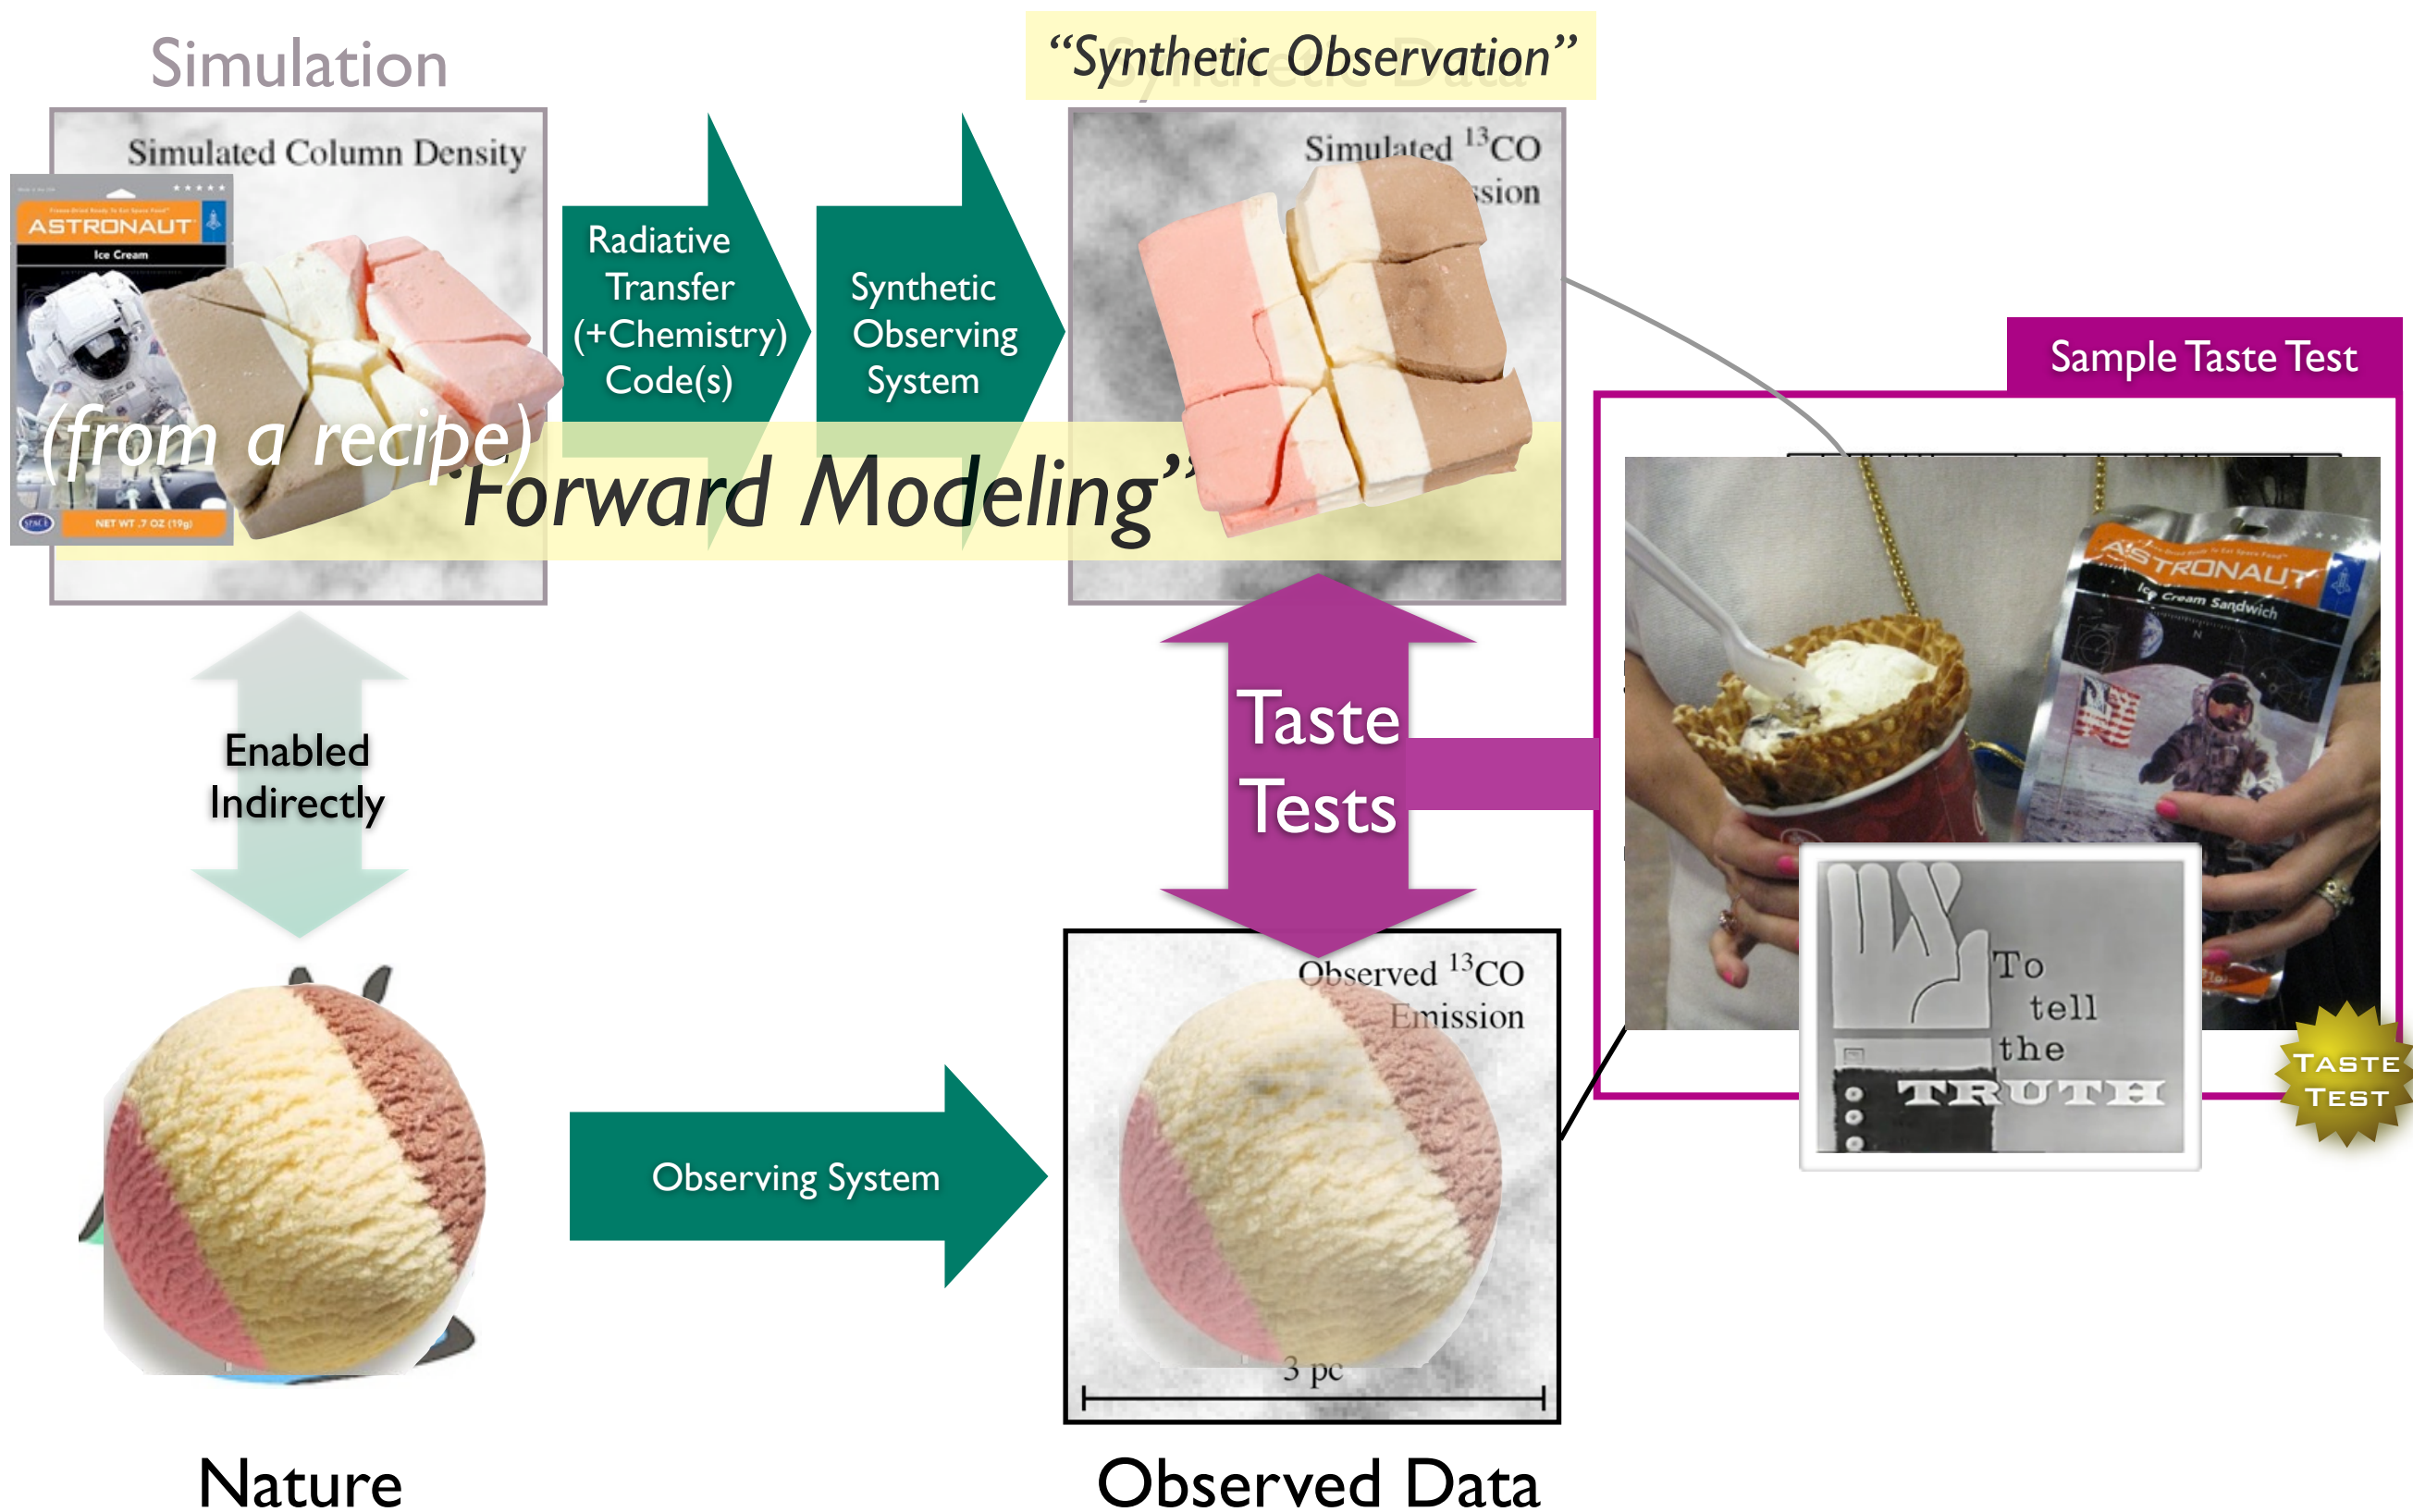 Simulation
“Synthetic Observation”
Simulated Column Density
Simulated 13CO
ssion
ASTRONAUT
Ice Cream
NET WT .7 OZ (19g)
(from a recipe)
Radiative
Transfer
(+Chemistry)
Code(s)
Synthetic
Observing
System
“Forward Modeling”
Sample Taste Test
ASTRONAUT
Ice Cream Sandwich
Enabled
Indirectly
Taste
Tests
To
tell
the
TRUTH
TASTE
TEST
Observed 13CO
Emission
3 pc
Observing System
Nature
Observed Data